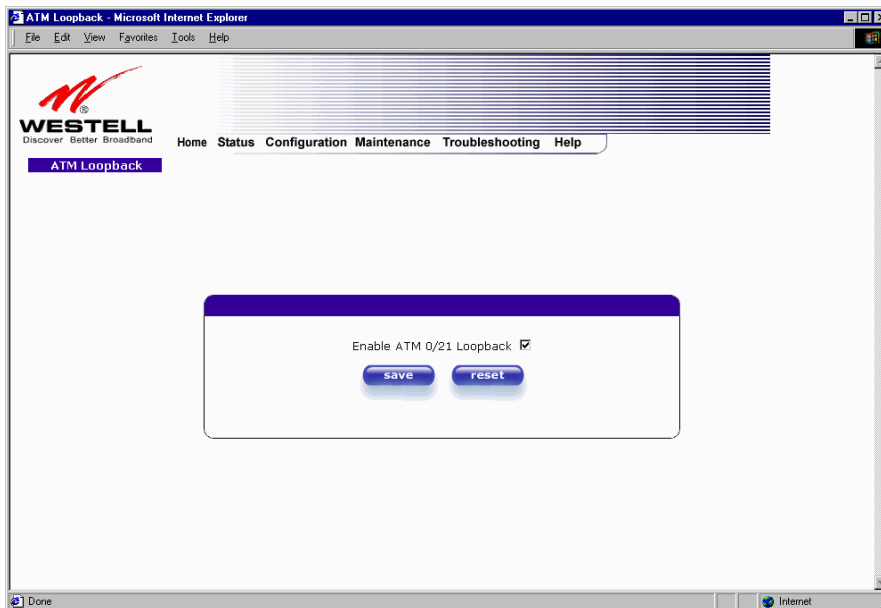 ATM Loopback - Microsoft Internet Explorer
File Edit View Favorites Tools Help
®
WESTELL
Discover Better Broadband
Home Status Configuration Maintenance Troubleshooting Help
ATM Loopback
Enable ATM 0/21 Loopback
save reset
Done Internet